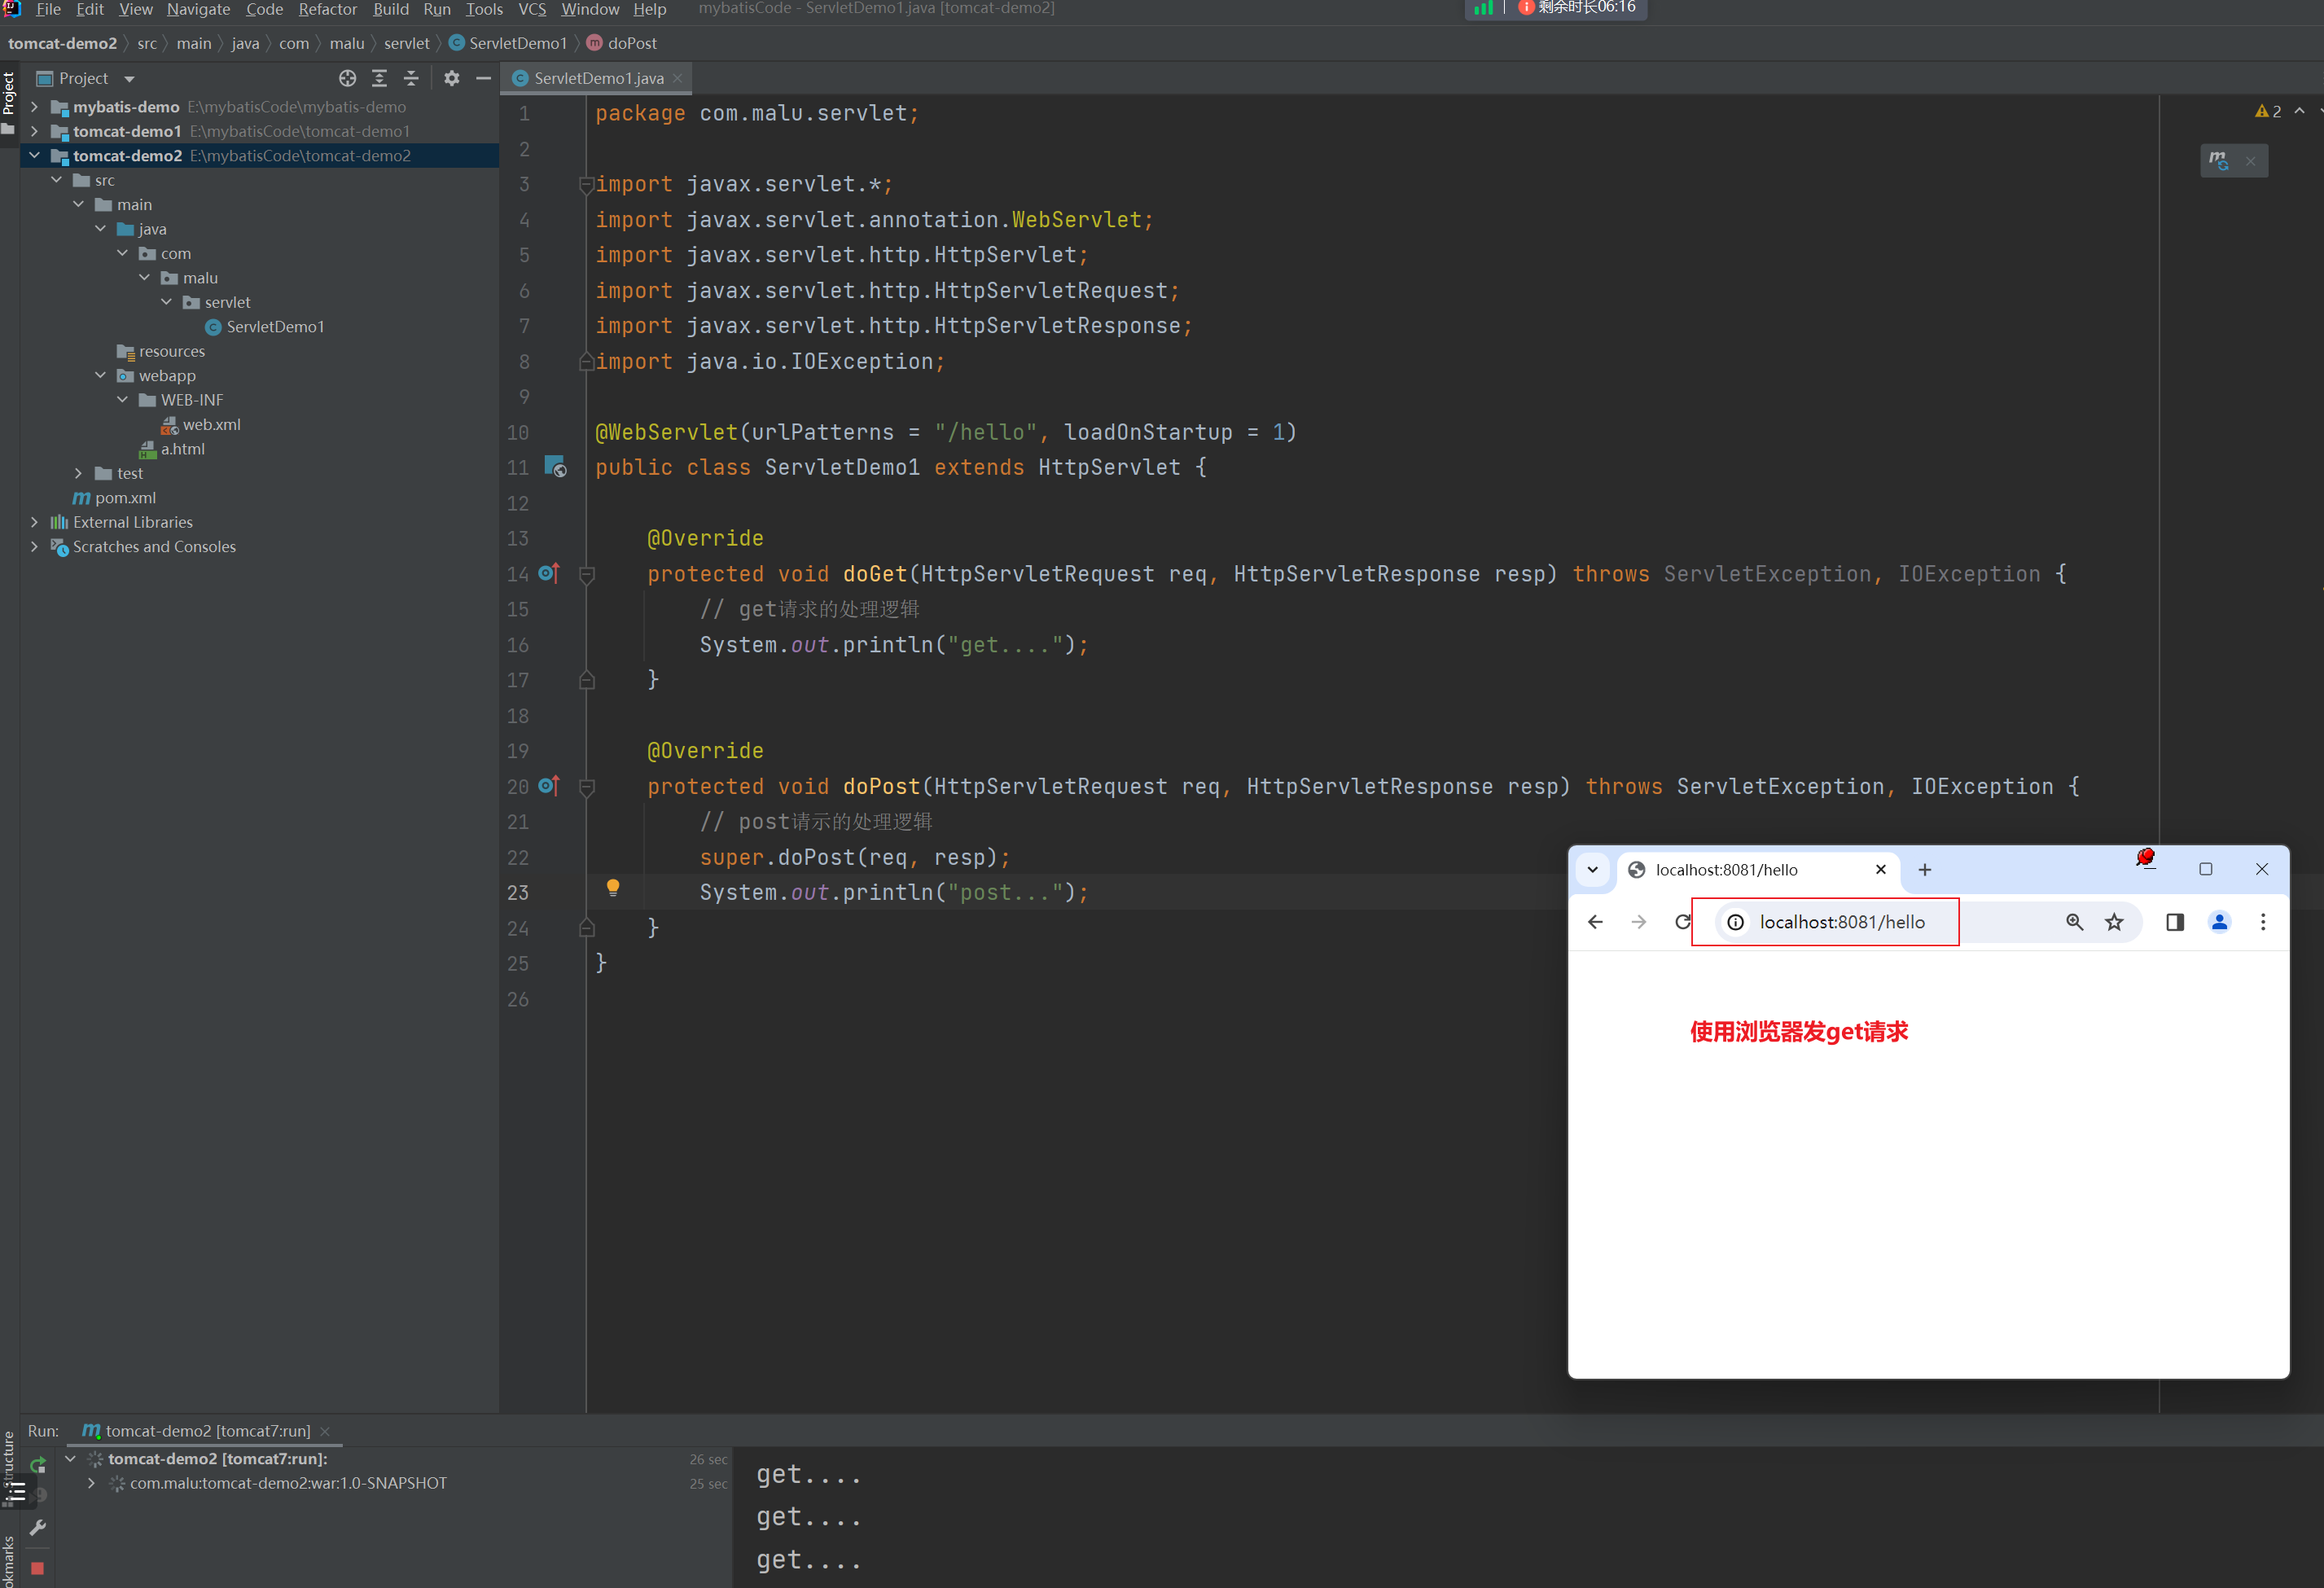 File Edit View Navigate Code Refactor Build Run Tools VCS Window Help mybatisCode - ServletDemo1.java [tomcat-demo2]
剩余时长06:16
tomcat-demo2 src main java com malu servlet ServletDemo1 doPost
Project
Project
ServletDemo1.java
mybatis-demo E:\mybatisCode\mybatis-demo
tomcat-demo1 E:\mybatisCode\tomcat-demo1
tomcat-demo2 E:\mybatisCode\tomcat-demo2
src
main
java
com
malu
servlet
ServletDemo1
resources
webapp
WEB-INF
web.xml
a.html
test
pom.xml
External Libraries
Scratches and Consoles
2
1 package com.malu.servlet;
2
3 import javax.servlet.*;
4 import javax.servlet.annotation.WebServlet;
5 import javax.servlet.http.HttpServlet;
6 import javax.servlet.http.HttpServletRequest;
7 import javax.servlet.http.HttpServletResponse;
8 import java.io.IOException;
9
10 @WebServlet(urlPatterns = "/hello", loadOnStartup = 1)
11 public class ServletDemo1 extends HttpServlet {
12
13 @Override
14 protected void doGet(HttpServletRequest req, HttpServletResponse resp) throws ServletException, IOException {
15 // get请求的处理逻辑
16 System.out.println("get....");
17 }
18
19 @Override
20 protected void doPost(HttpServletRequest req, HttpServletResponse resp) throws ServletException, IOException {
21 // post请示的处理逻辑
22 super.doPost(req, resp);
23 System.out.println("post...");
24 }
25 }
26
localhost:8081/hello
localhost:8081/hello
使用浏览器发get请求
Run: tomcat-demo2 [tomcat7:run]
tomcat-demo2 [tomcat7:run]: 26 sec
com.malu:tomcat-demo2:war:1.0-SNAPSHOT 25 sec
get....
get....
get....